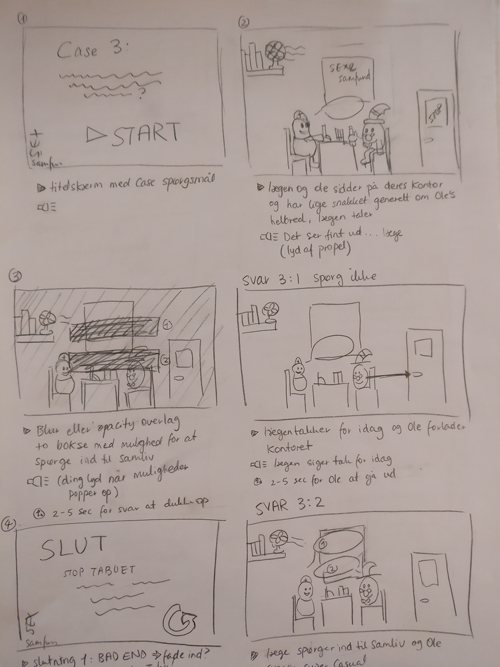 ①
Case 3:
?
▷ START
SEX &
samfun
▷ titelskærm med case spørgsmål
②
SEX &
samfund
STOP
▷ lægen og ole sidder på deres kontor
og har lige snakket generelt om Ole's
helbred, lægen taler
Det ser fint ud... læge
(lyd af propel)
③
①
②
▷ Blur eller opacity overlag
to bokse med mulighed for at
spørge ind til samliv
(ding lyd når muligheder
popper op)
2-5 sec for svar at dukke op
svar 3:1 spørg ikke
▷ lægen takker for idag og Ole forlader
kontoret
lægen siger tak for idag
2-5 sec for Ole at gå ud
④
SLUT
STOP TABUET
SEX
samfun
▷ slutning 1: BAD END → fade ind?
SVAR 3:2
①
②
▷ læge spørger ind til samliv og Ole
super casual